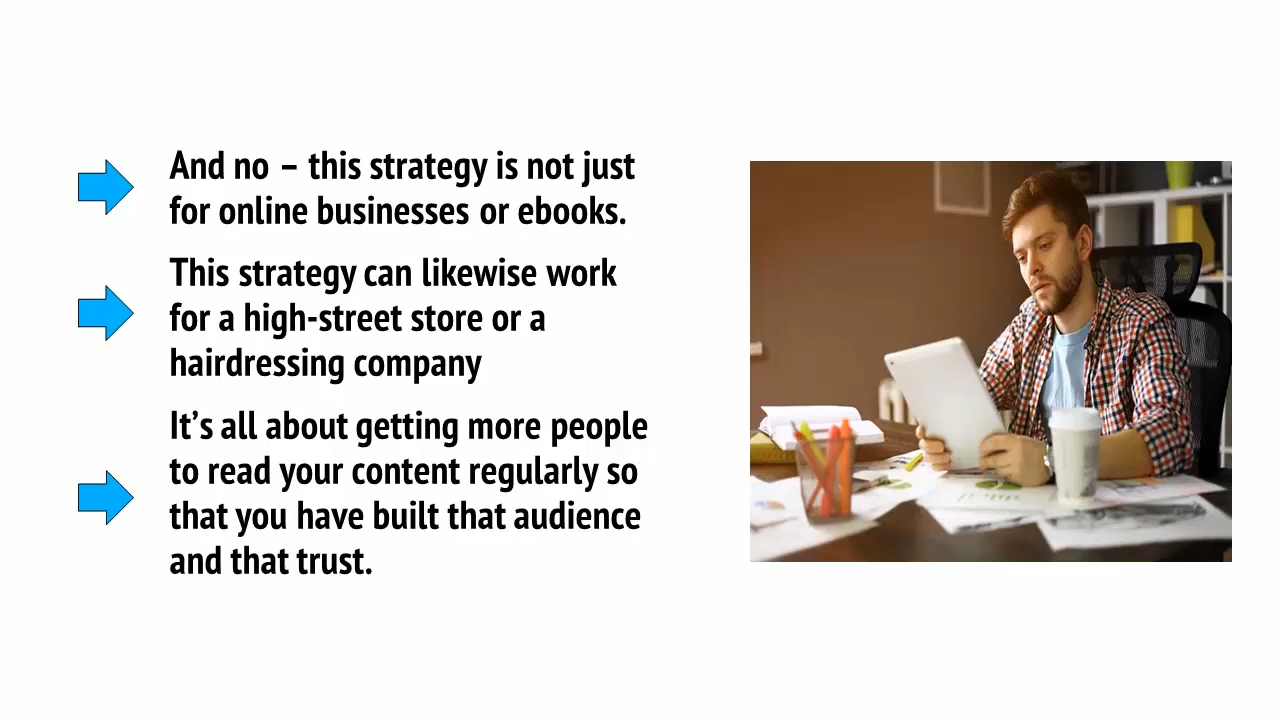 And no – this strategy is not just
for online businesses or ebooks.
This strategy can likewise work
for a high-street store or a
hairdressing company
It’s all about getting more people
to read your content regularly so
that you have built that audience
and that trust.